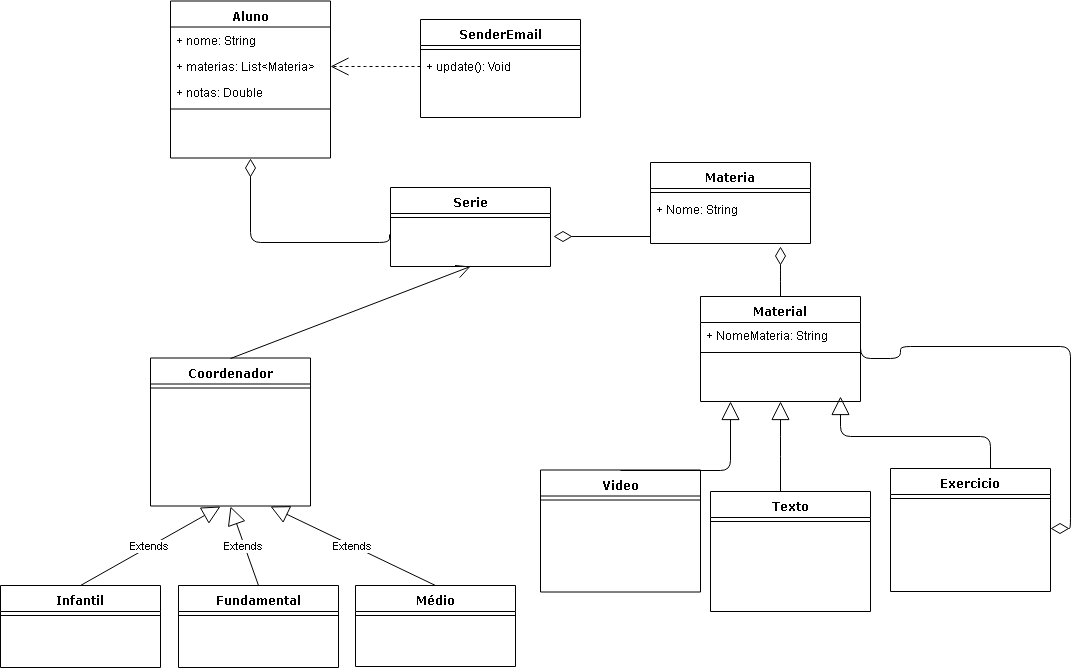 Aluno
+ nome: String
+ materias: List<Materia>
+ notas: Double
SenderEmail
+ update(): Void
Serie
Materia
+ Nome: String
Material
+ NomeMateria: String
Coordenador
Video
Texto
Exercicio
Extends
Extends
Extends
Infantil
Fundamental
Médio